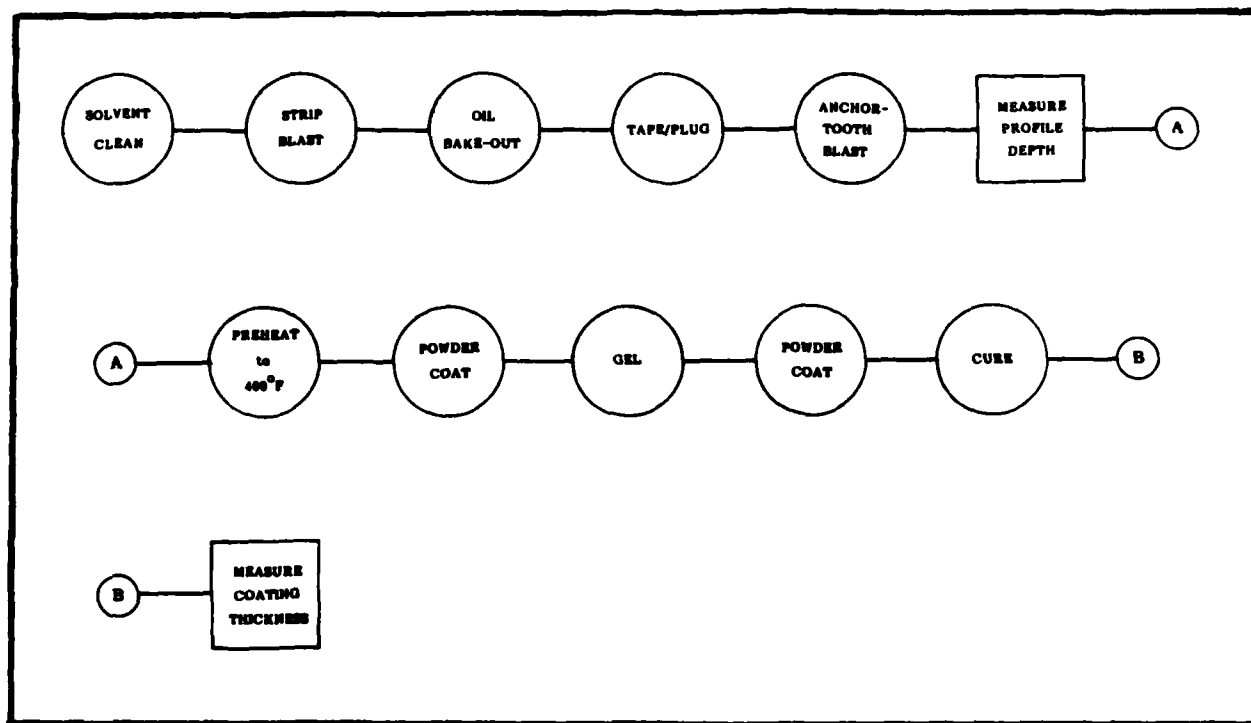 SOLVENT
CLEAN
STRIP
BLAST
OIL
BAKE-OUT
TAPE/PLUG
ANCHOR-
TOOTH
BLAST
MEASURE
PROFILE
DEPTH
A
A
PREHEAT
to
400°F
POWDER
COAT
GEL
POWDER
COAT
CURE
B
B
MEASURE
COATING
THICKNESS